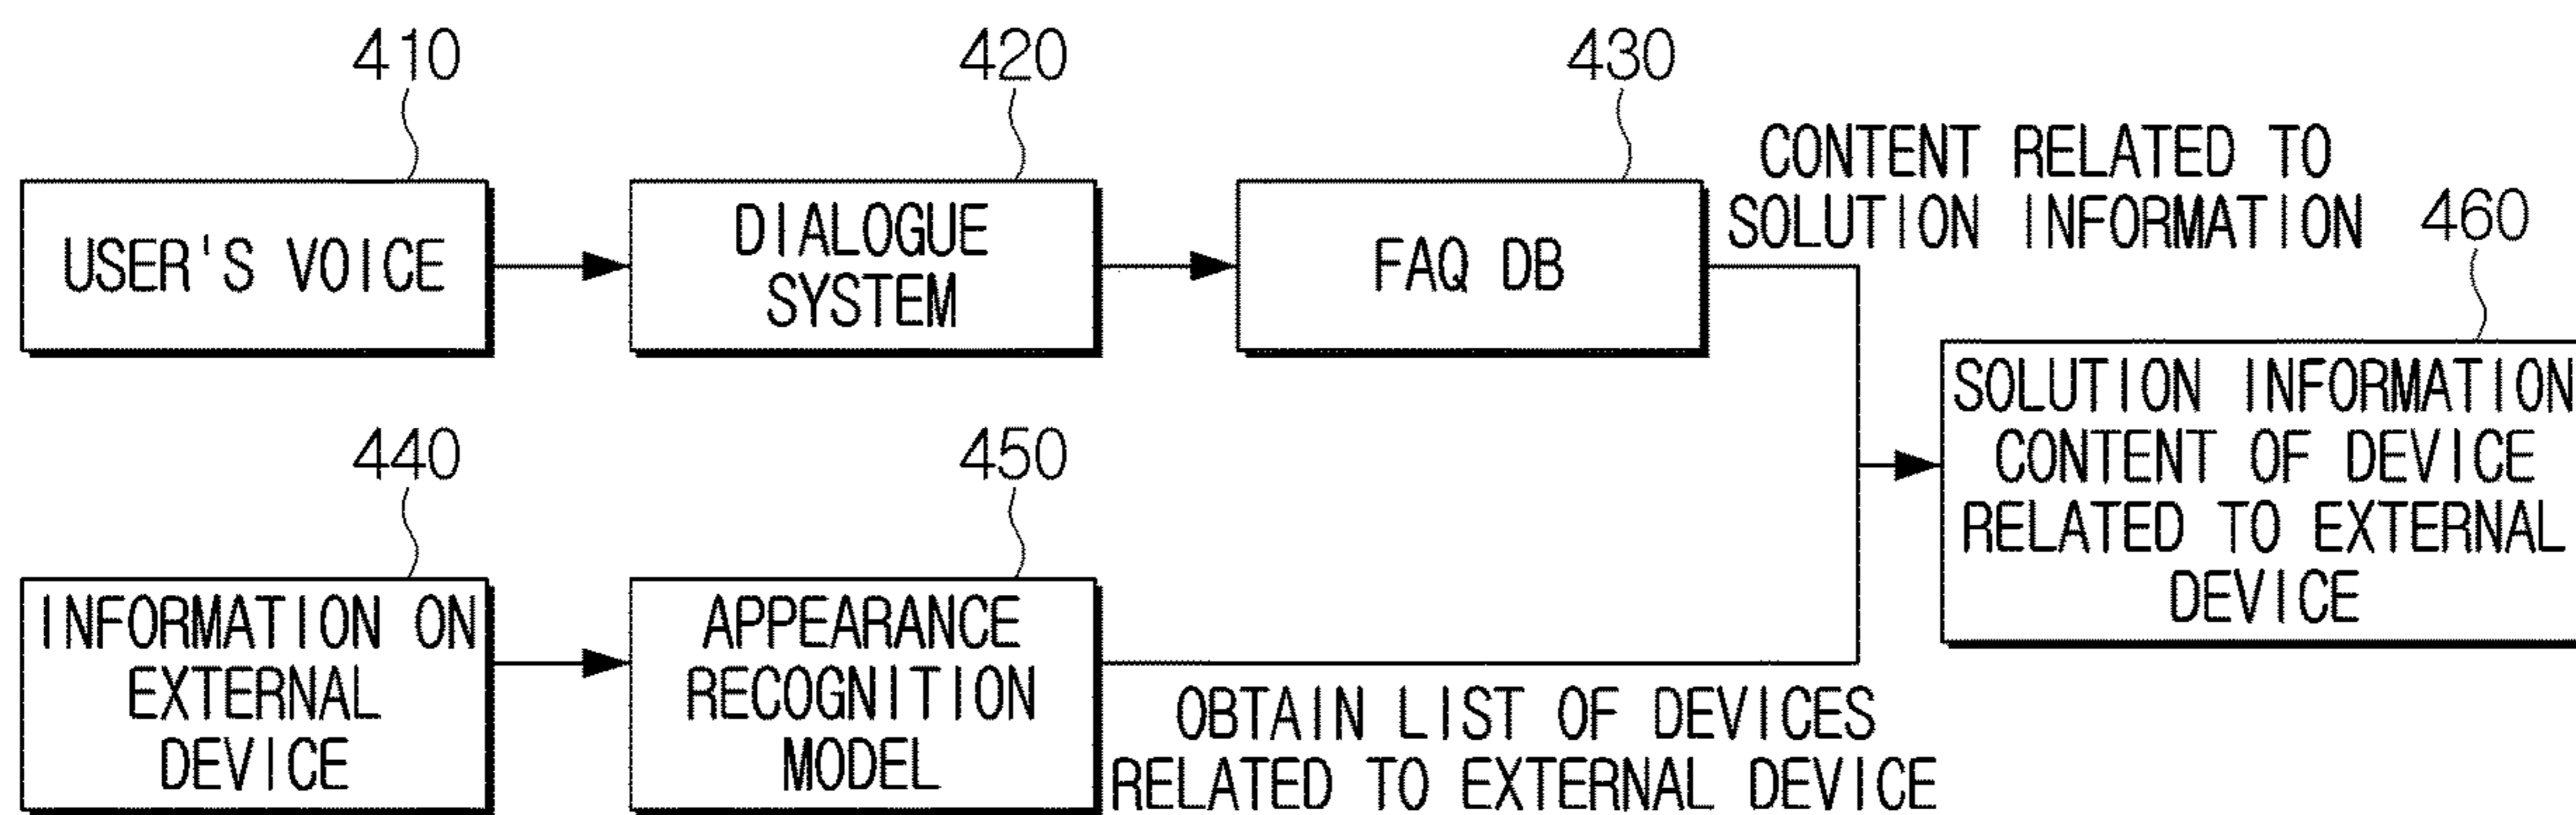 410
420
430
CONTENT RELATED TO
SOLUTION INFORMATION
460
USER'S VOICE
DIALOGUE
SYSTEM
FAQ DB
SOLUTION INFORMATION
CONTENT OF DEVICE
RELATED TO EXTERNAL
DEVICE
440
450
INFORMATION ON
EXTERNAL
DEVICE
APPEARANCE
RECOGNITION
MODEL
OBTAIN LIST OF DEVICES
RELATED TO EXTERNAL DEVICE